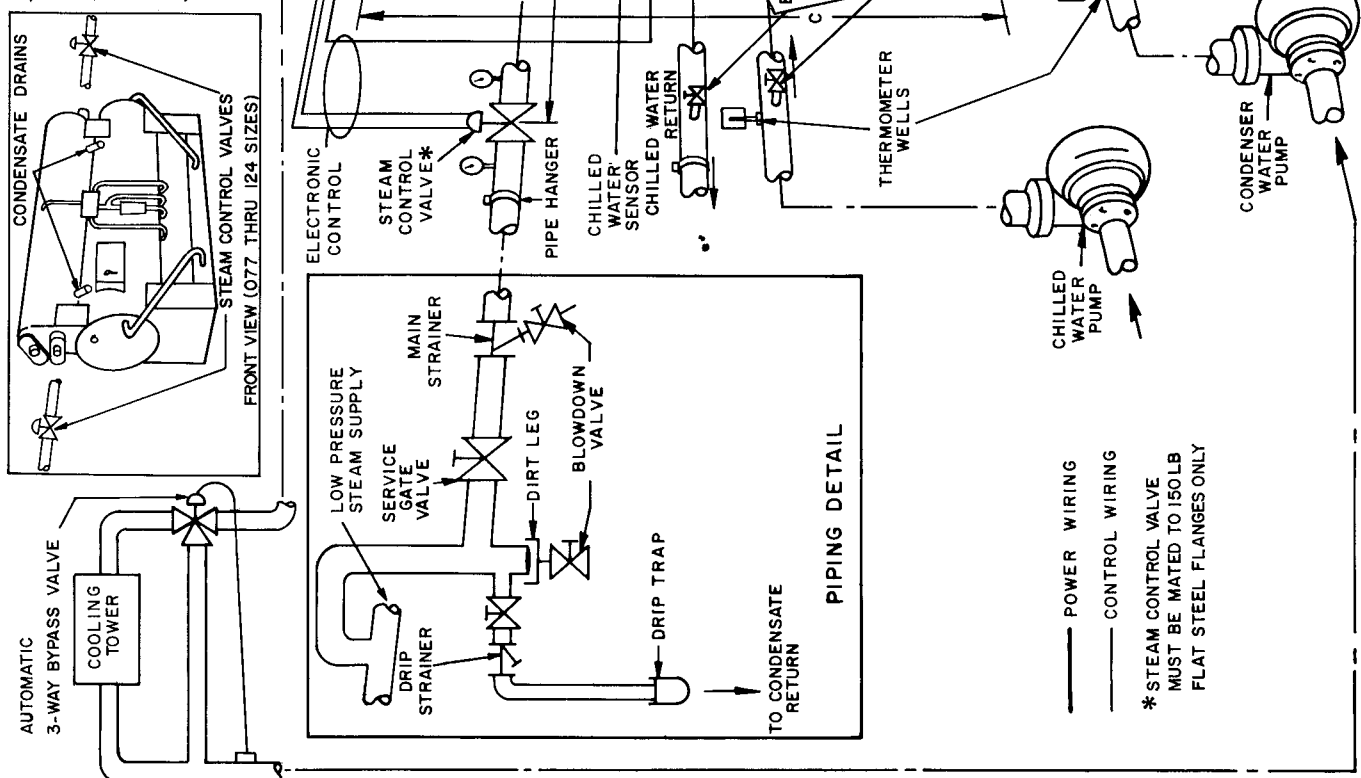 CONDENSATE DRAINS
STEAM CONTROL VALVES
FRONT VIEW (077 THRU 124 SIZES)
AUTOMATIC
3-WAY BYPASS VALVE
COOLING
TOWER
ELECTRONIC
CONTROL
STEAM
CONTROL
VALVE*
PIPE HANGER
CHILLED
WATER
SENSOR
CHILLED WATER
RETURN
C
THERMOMETER
WELLS
CONDENSER
WATER
PUMP
CHILLED
WATER
PUMP
LOW PRESSURE
STEAM SUPPLY
MAIN
STRAINER
SERVICE
GATE
VALVE
DIRT LEG
BLOWDOWN
VALVE
DRIP
STRAINER
DRIP TRAP
TO CONDENSATE
RETURN
PIPING DETAIL
POWER WIRING
CONTROL WIRING
*STEAM CONTROL VALVE
MUST BE MATED TO 150LB
FLAT STEEL FLANGES ONLY